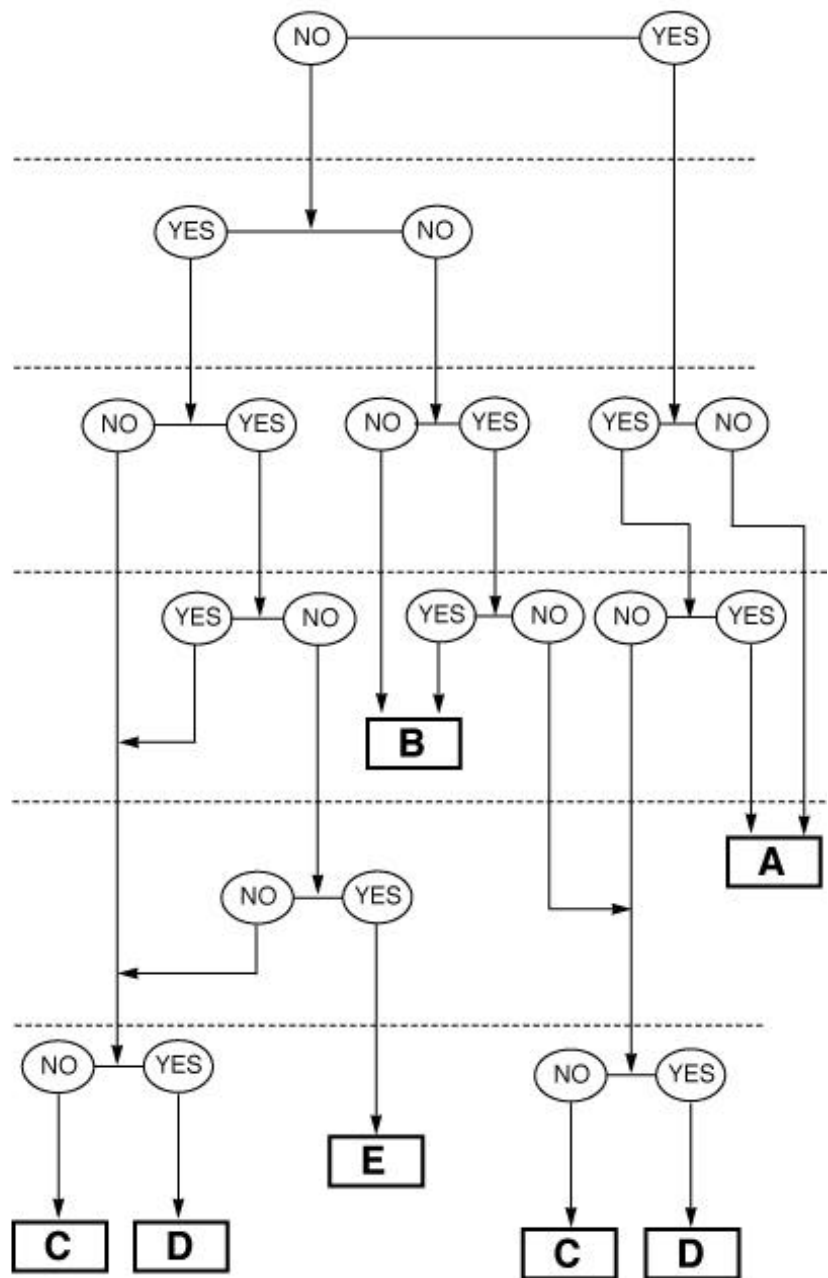 NO YES
YES NO
NO YES NO YES YES NO
YES NO YES NO NO YES
B
A
NO YES
NO YES NO YES
E
C D C D